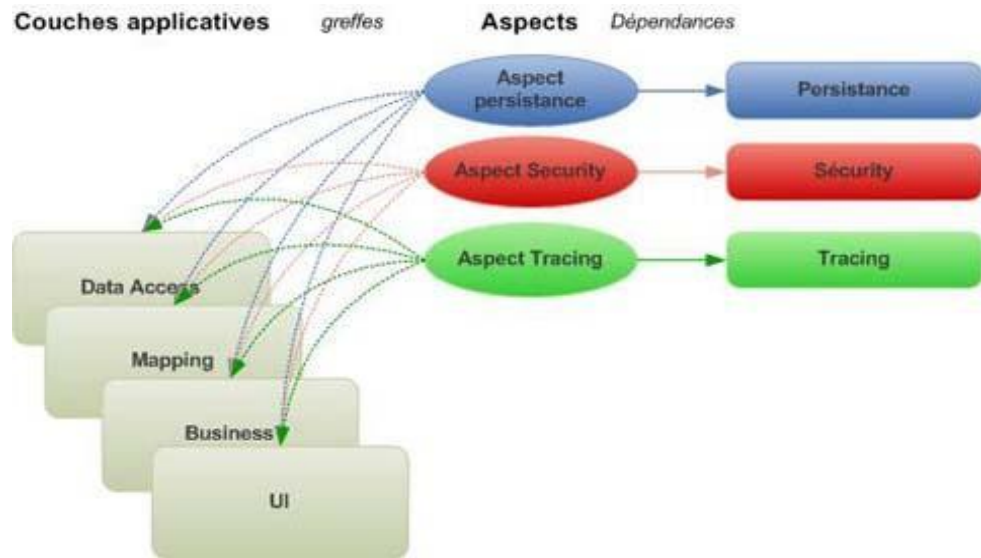 Couches applicatives
greffes
Aspects
Dépendances
Aspect
persistance
Persistance
Aspect Security
Sécurity
Aspect Tracing
Tracing
Data Access
Mapping
Business
UI